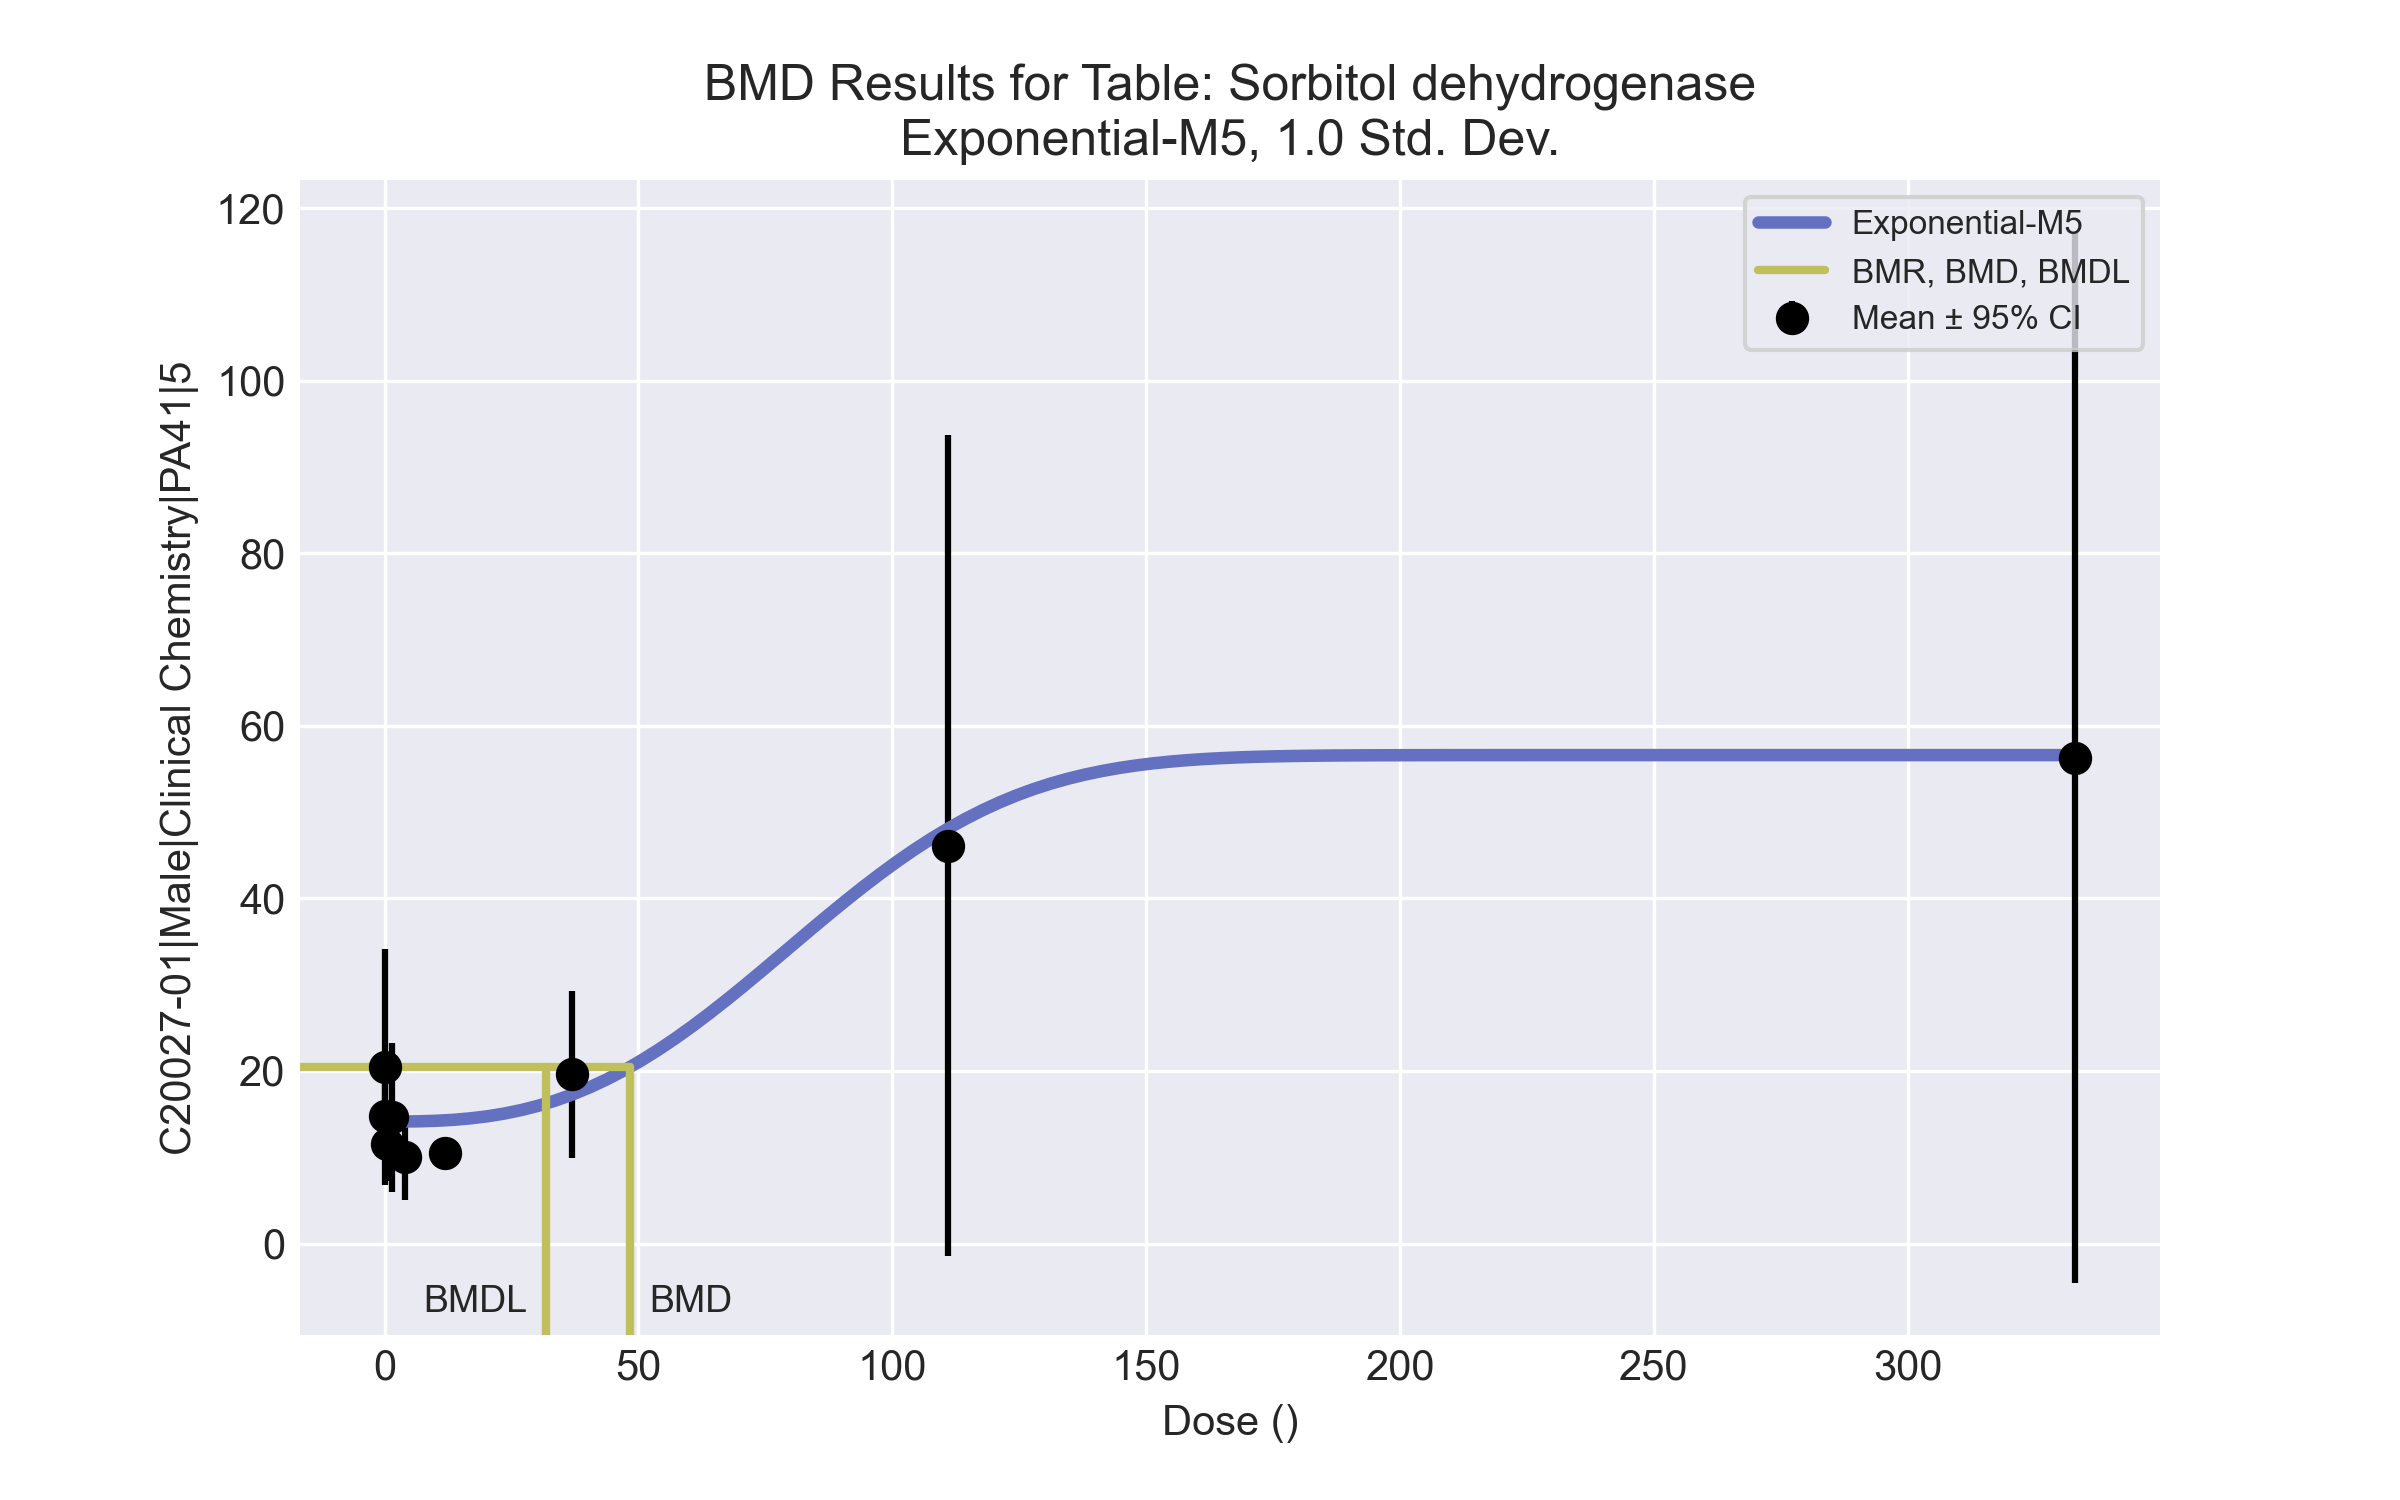 BMD Results for Table: Sorbitol dehydrogenase
Exponential-M5, 1.0 Std. Dev.
Exponential-M5
BMR, BMD, BMDL
Mean ± 95% CI
C20027-01|Male|Clinical Chemistry|PA41|5
120
100
80
60
40
20
0
BMDL
BMD
0
50
100
150
200
250
300
Dose ()